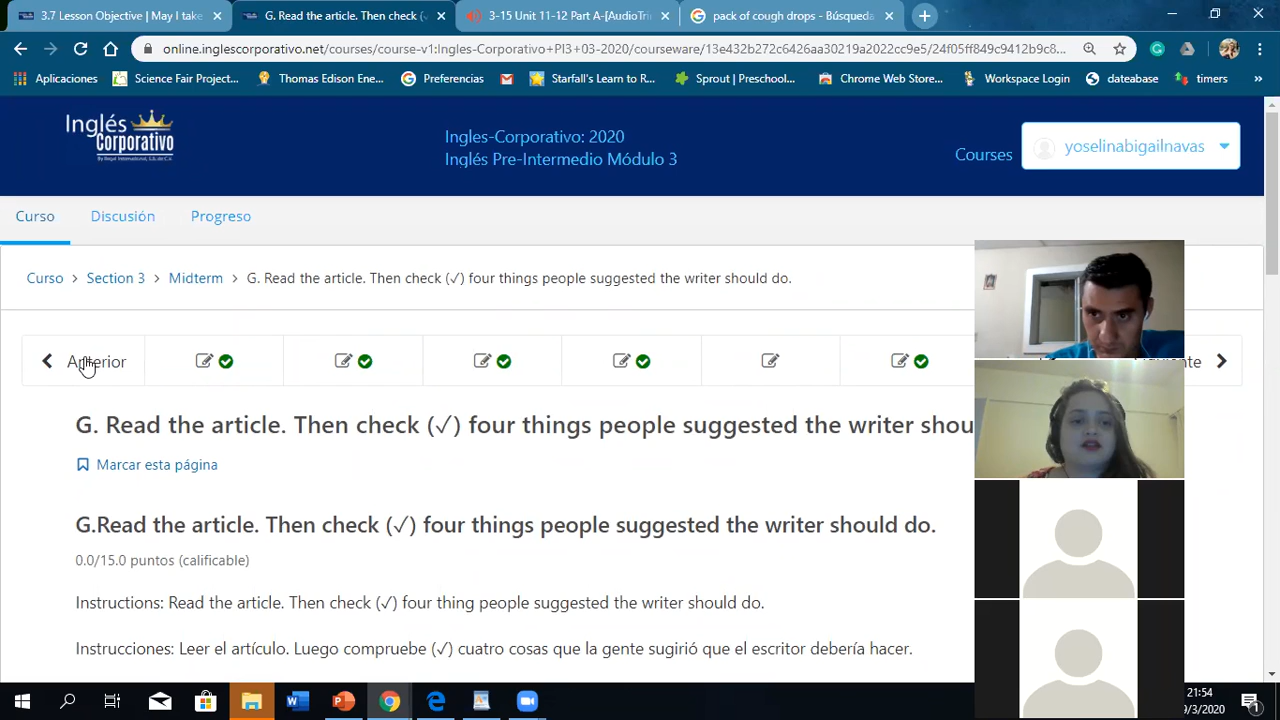 3.7 Lesson Objective | May I take
G. Read the article. Then check (
3-15 Unit 11-12 Part A-[AudioTri
pack of cough drops - Búsqueda
online.inglescorporativo.net/courses/course-v1:Ingles-Corporativo+PI3+03-2020/courseware/13e432b272c6426aa30219a2022cc9e5/24f05ff849c9412b9c8...
Aplicaciones
Science Fair Project...
Thomas Edison Ene...
Preferencias
Starfall's Learn to R...
Sprout | Preschool...
Chrome Web Store...
Workspace Login
dateabase
timers
»
Inglés Corporativo
By Regal International, S.A. de C.V.
Ingles-Corporativo: 2020
Inglés Pre-Intermedio Módulo 3
Courses
yoselinabigailnavas
Curso
Discusión
Progreso
Curso > Section 3 > Midterm > G. Read the article. Then check (✓) four things people suggested the writer should do.
Anterior
G. Read the article. Then check (✓) four things people suggested the writer shou
Marcar esta página
G.Read the article. Then check (✓) four things people suggested the writer should do.
0.0/15.0 puntos (calificable)
Instructions: Read the article. Then check (✓) four thing people suggested the writer should do.
Instrucciones: Leer el artículo. Luego compruebe (✓) cuatro cosas que la gente sugirió que el escritor debería hacer.
21:54
9/3/2020